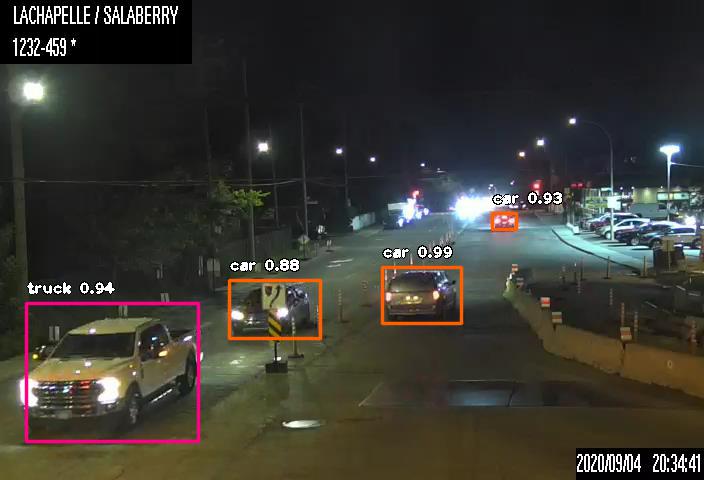 LACHAPELLE / SALABERRY
1232-459 *
car 0.93
car 0.99
car 0.88
truck 0.94
2020/09/04 20:34:41